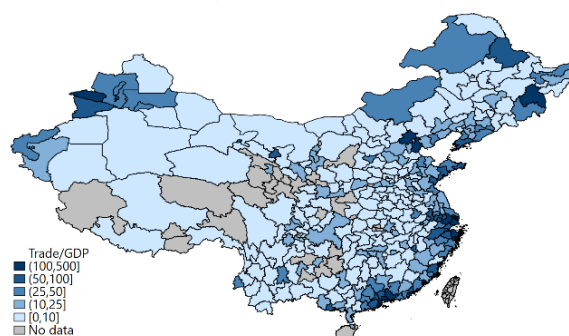 Trade/GDP
(100,500]
(50,100]
(25,50]
(10,25]
[0,10]
No data